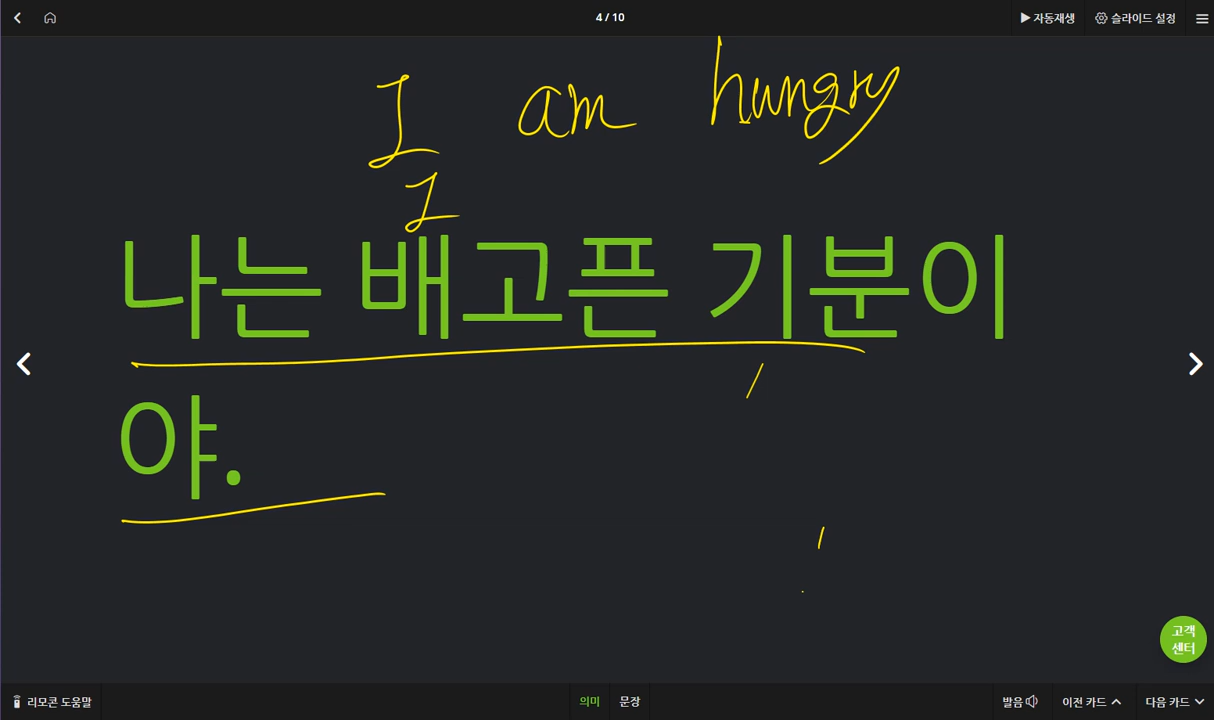 4 / 10
▶ 자동재생
슬라이드 설정
I am hungry
I
나는 배고픈 기분이
야.
고객
센터
리모콘 도움말
의미
문장
발음
이전 카드
다음 카드